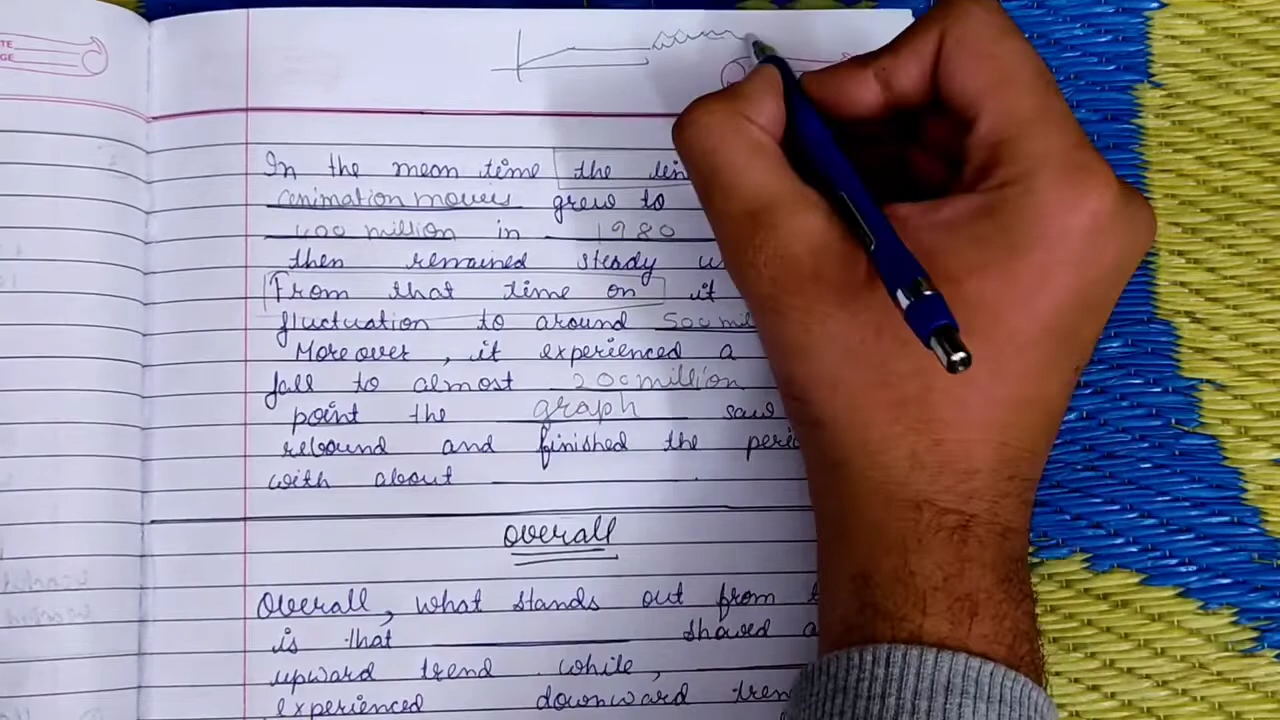 In the mean time the
animation movies grew to
400 million in 1980
then remained steady
From that time on it
fluctuation to around 500
Moreover, it experienced a
fall to almost 200 million
point the graph saw
rebound and finished the
with about
Overall
Overall, what stands out from
is that showed a
upward trend while,
experienced downward